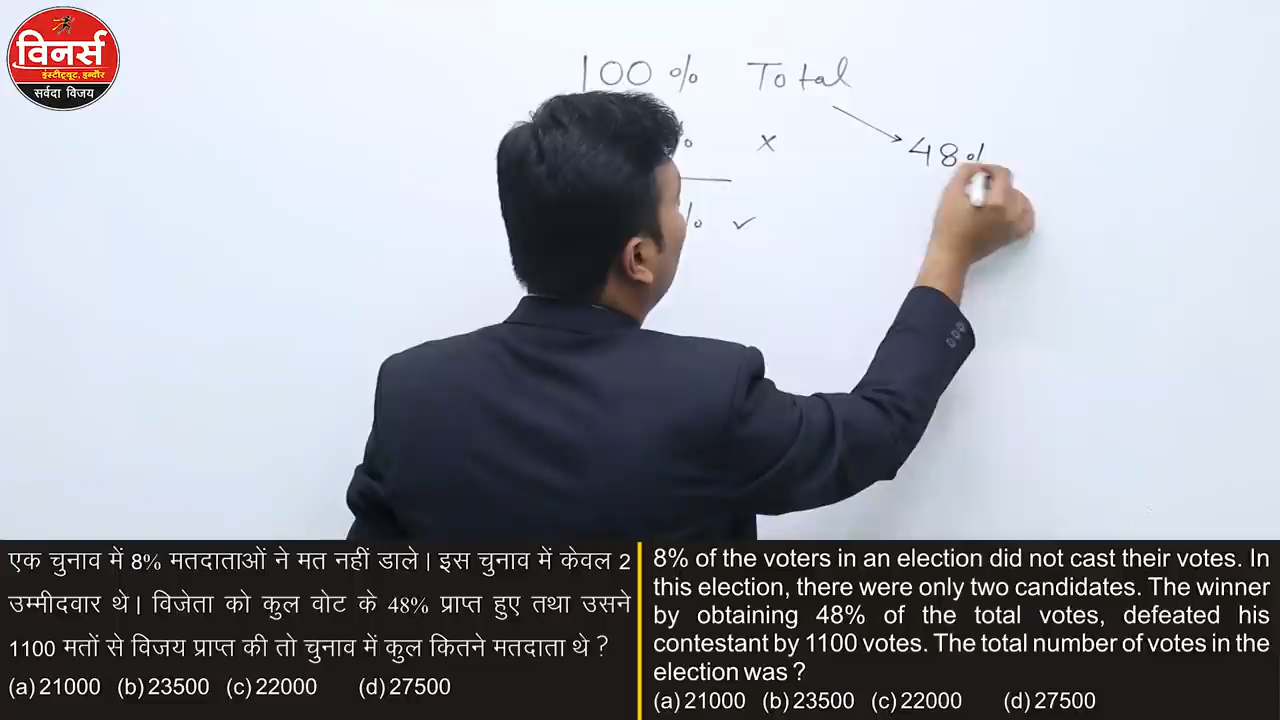 विनर्स
इंस्टीट्यूट, इन्दौर
सर्वदा विजय
100 % Total
% ×
48%
% ✓
एक चुनाव में 8% मतदाताओं ने मत नहीं डाले। इस चुनाव में केवल 2
उम्मीदवार थे। विजेता को कुल वोट के 48% प्राप्त हुए तथा उसने
1100 मतों से विजय प्राप्त की तो चुनाव में कुल कितने मतदाता थे ?
(a) 21000 (b) 23500 (c) 22000 (d) 27500
8% of the voters in an election did not cast their votes. In
this election, there were only two candidates. The winner
by obtaining 48% of the total votes, defeated his
contestant by 1100 votes. The total number of votes in the
election was ?
(a) 21000 (b) 23500 (c) 22000 (d) 27500